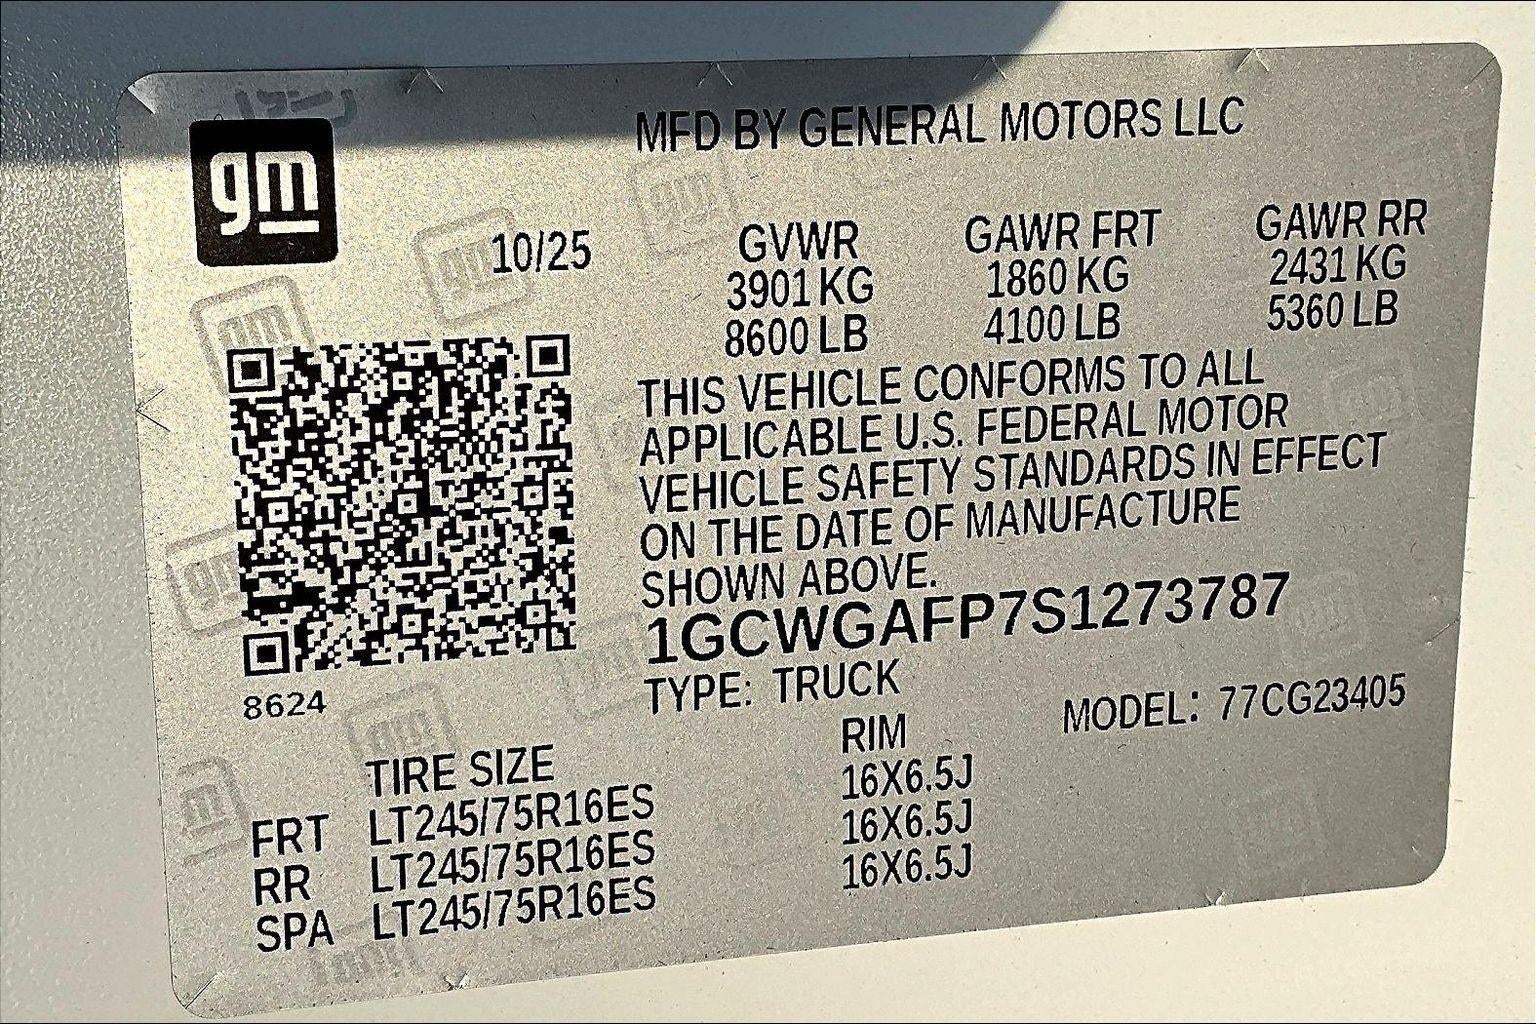 gm
MFD BY GENERAL MOTORS LLC
10/25
GVWR GAWR FRT GAWR RR
3901 KG 1860 KG 2431 KG
8600 LB 4100 LB 5360 LB
THIS VEHICLE CONFORMS TO ALL
APPLICABLE U.S. FEDERAL MOTOR
VEHICLE SAFETY STANDARDS IN EFFECT
ON THE DATE OF MANUFACTURE
SHOWN ABOVE.
1GCWGAFP7S1273787
8624
TYPE: TRUCK MODEL: 77CG23405
TIRE SIZE RIM
FRT LT245/75R16ES 16X6.5J
RR LT245/75R16ES 16X6.5J
SPA LT245/75R16ES 16X6.5J